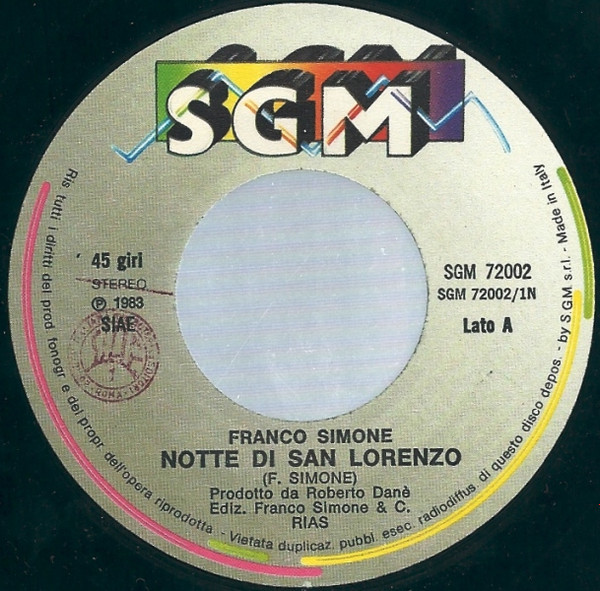 SGM
45 giri
STEREO
℗ 1983
SIAE
SGM 72002
SGM 72002/1N
Lato A
FRANCO SIMONE
NOTTE DI SAN LORENZO
(F. SIMONE)
Prodotto da Roberto Danè
Ediz. Franco Simone & C.
RIAS
Ris tutti i diritti del prod fonogr e dei propr dell'opera riprodotta - Vietata duplicaz. pubbl. esec. radiodiffus. di questo disco depos. - by S.G.M. s.r.l. - Made in Italy